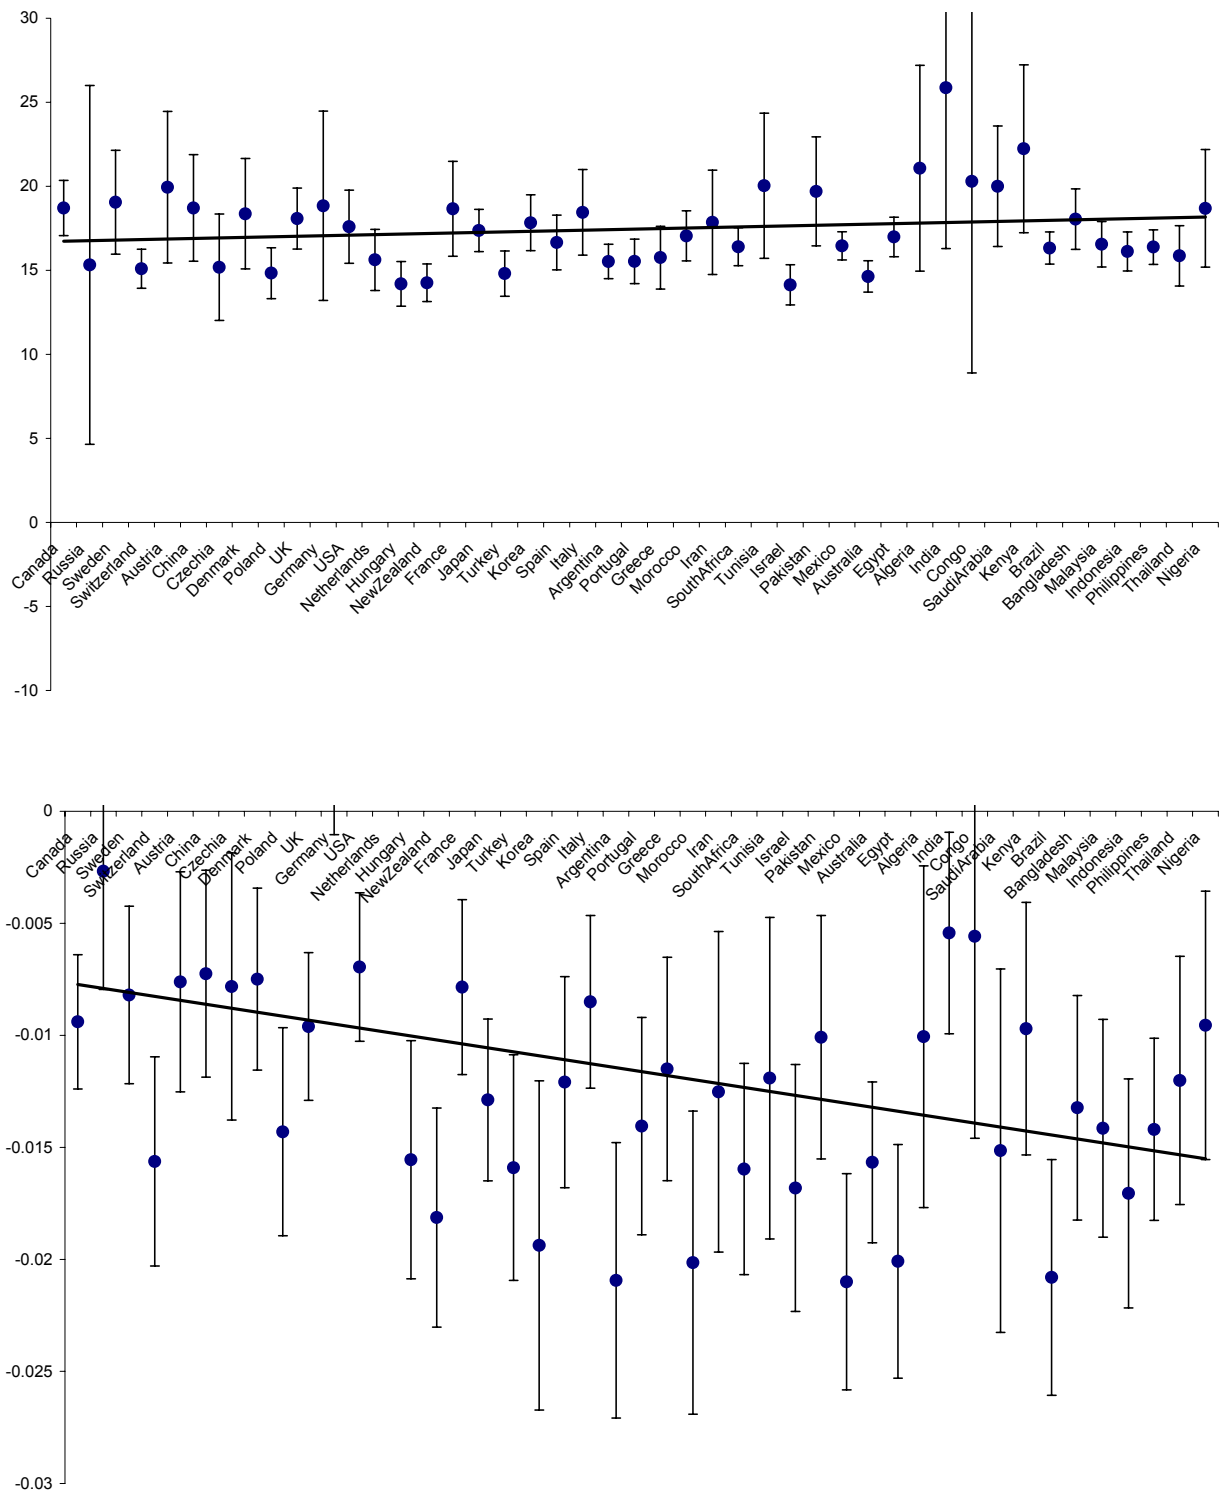 30
25
20
15
10
5
0
-5
-10
Canada
Russia
Sweden
Switzerland
Austria
China
Czechia
Denmark
Poland
UK
Germany
USA
Netherlands
Hungary
NewZealand
France
Japan
Turkey
Korea
Spain
Italy
Argentina
Portugal
Greece
Morocco
Iran
SouthAfrica
Tunisia
Israel
Pakistan
Mexico
Australia
Egypt
Algeria
India
Congo
SaudiArabia
Kenya
Brazil
Bangladesh
Malaysia
Indonesia
Philippines
Thailand
Nigeria
0
-0.005
-0.01
-0.015
-0.02
-0.025
-0.03
Canada
Russia
Sweden
Switzerland
Austria
China
Czechia
Denmark
Poland
UK
Germany
USA
Netherlands
Hungary
NewZealand
France
Japan
Turkey
Korea
Spain
Italy
Argentina
Portugal
Greece
Morocco
Iran
SouthAfrica
Tunisia
Israel
Pakistan
Mexico
Australia
Egypt
Algeria
India
Congo
SaudiArabia
Kenya
Brazil
Bangladesh
Malaysia
Indonesia
Philippines
Thailand
Nigeria